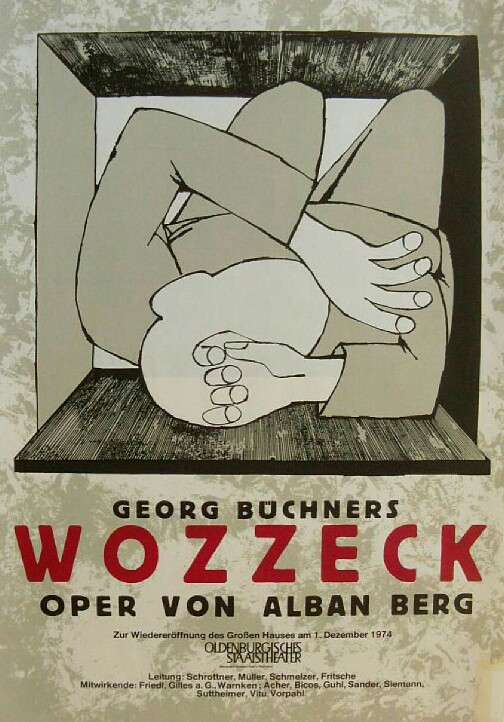 GEORG BÜCHNERS
WOZZECK
OPER VON ALBAN BERG
Zur Wiedereröffnung des Großen Hauses am 1. Dezember 1974
OLDENBURGISCHES
STAATSTHEATER
Leitung: Schrottner, Müller, Schmelzer, Fritsche
Mitwirkende: Friedl, Gilles a. G., Warnken; Acher, Bicos, Guhl, Sander, Siemann,
Suttheimer, Vitu, Vorpahl